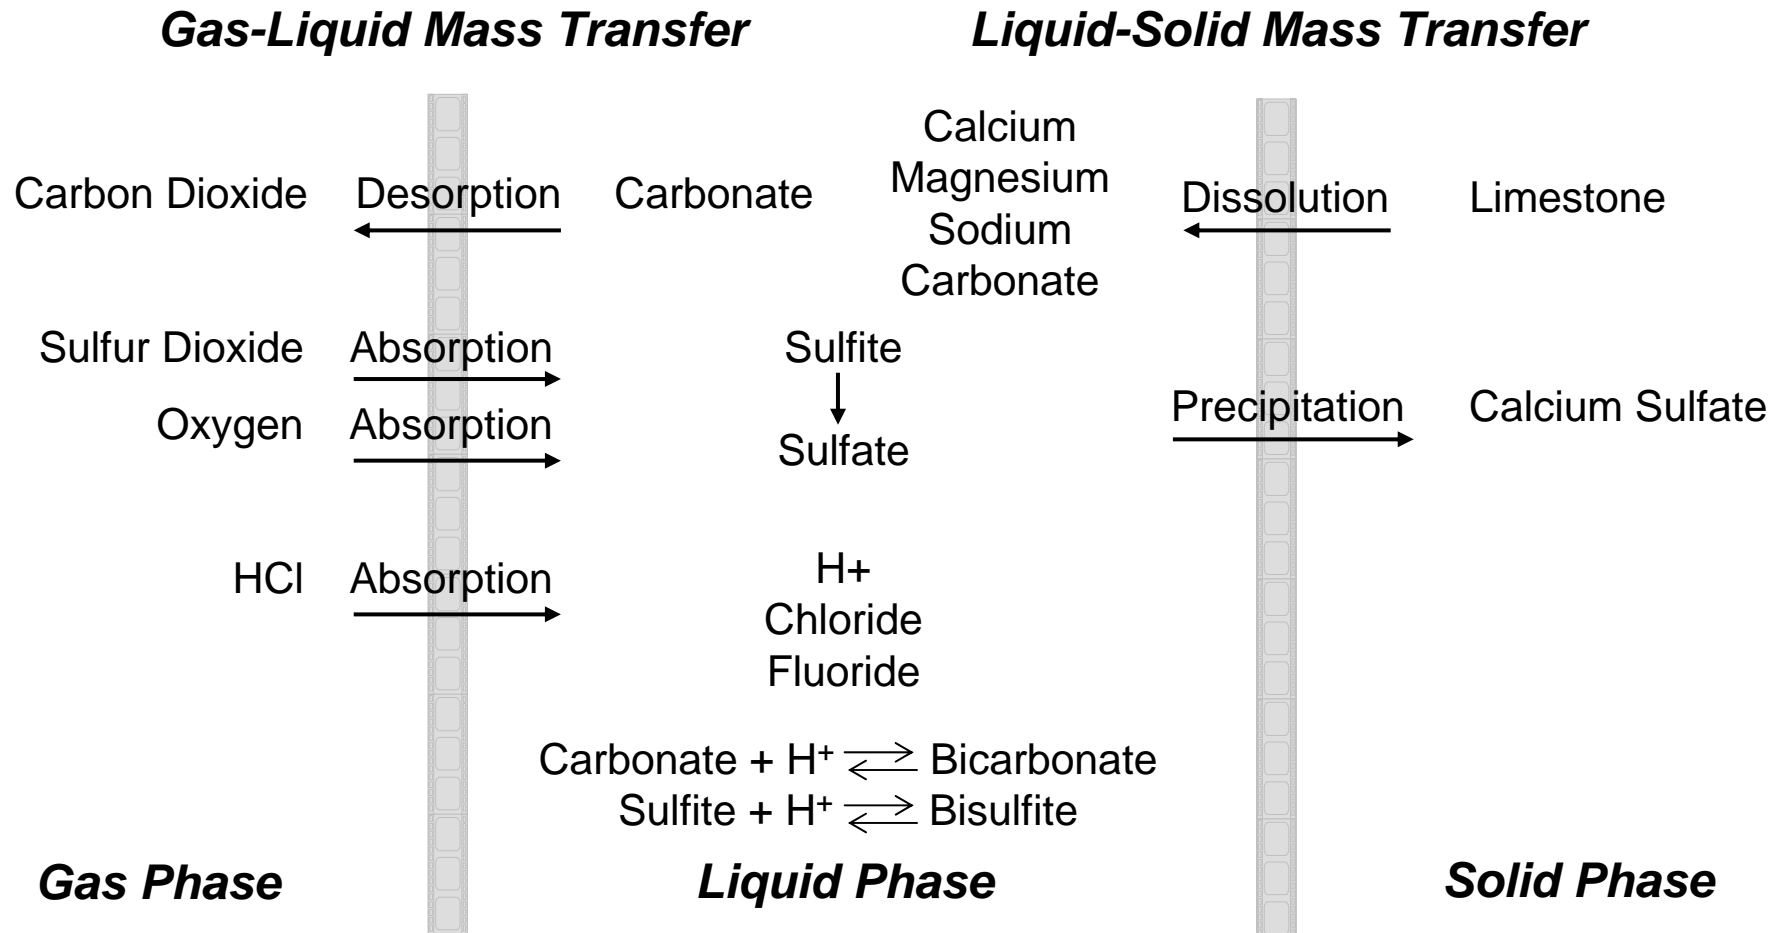 Gas-Liquid Mass Transfer
Liquid-Solid Mass Transfer
Carbon Dioxide
Desorption
Carbonate
Calcium
Magnesium
Sodium
Carbonate
Dissolution
Limestone
Sulfur Dioxide
Absorption
Sulfite
Oxygen
Absorption
Sulfate
Precipitation
Calcium Sulfate
HCl
Absorption
H+
Chloride
Fluoride
Carbonate + H⁺ ⇌ Bicarbonate
Sulfite + H⁺ ⇌ Bisulfite
Gas Phase
Liquid Phase
Solid Phase